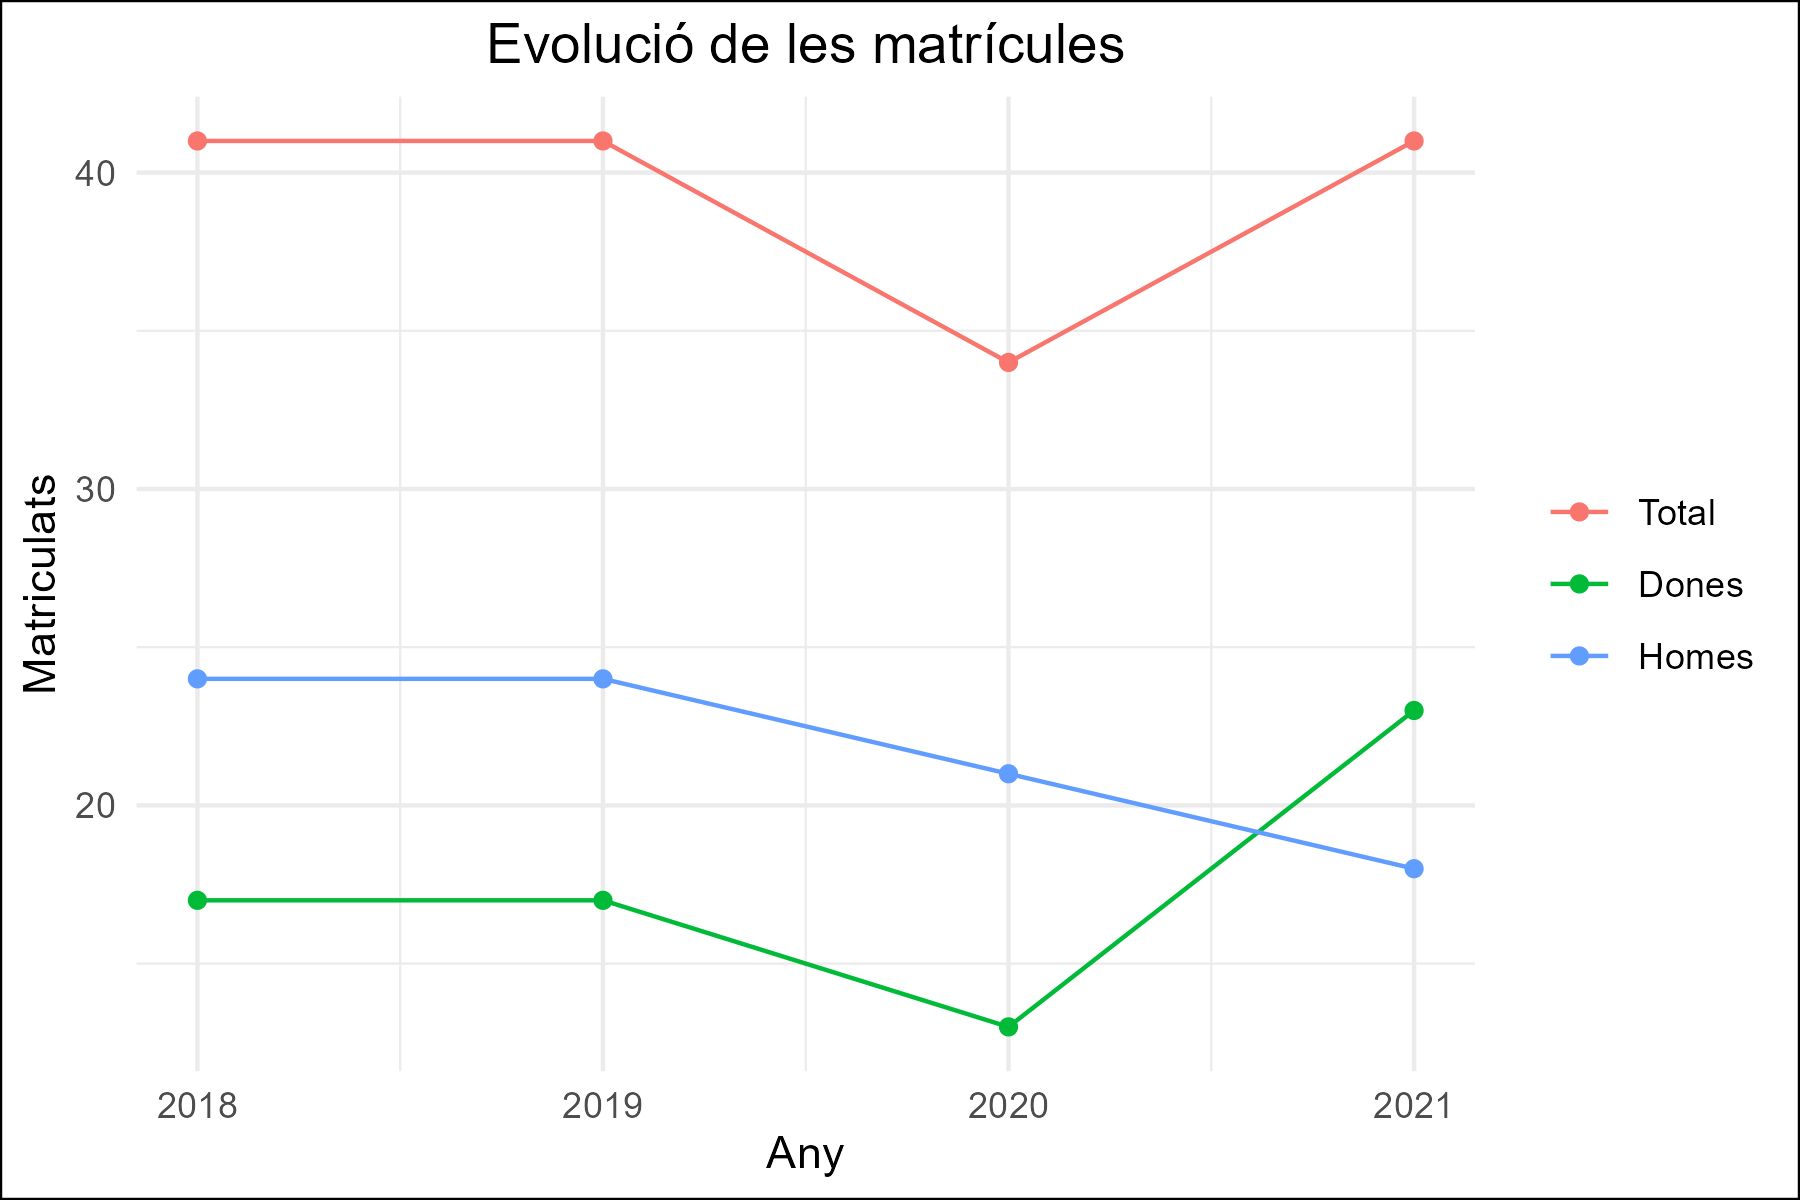 Evolució de les matrícules
Matriculats
40
30
20
2018
2019
2020
2021
Any
Total
Dones
Homes